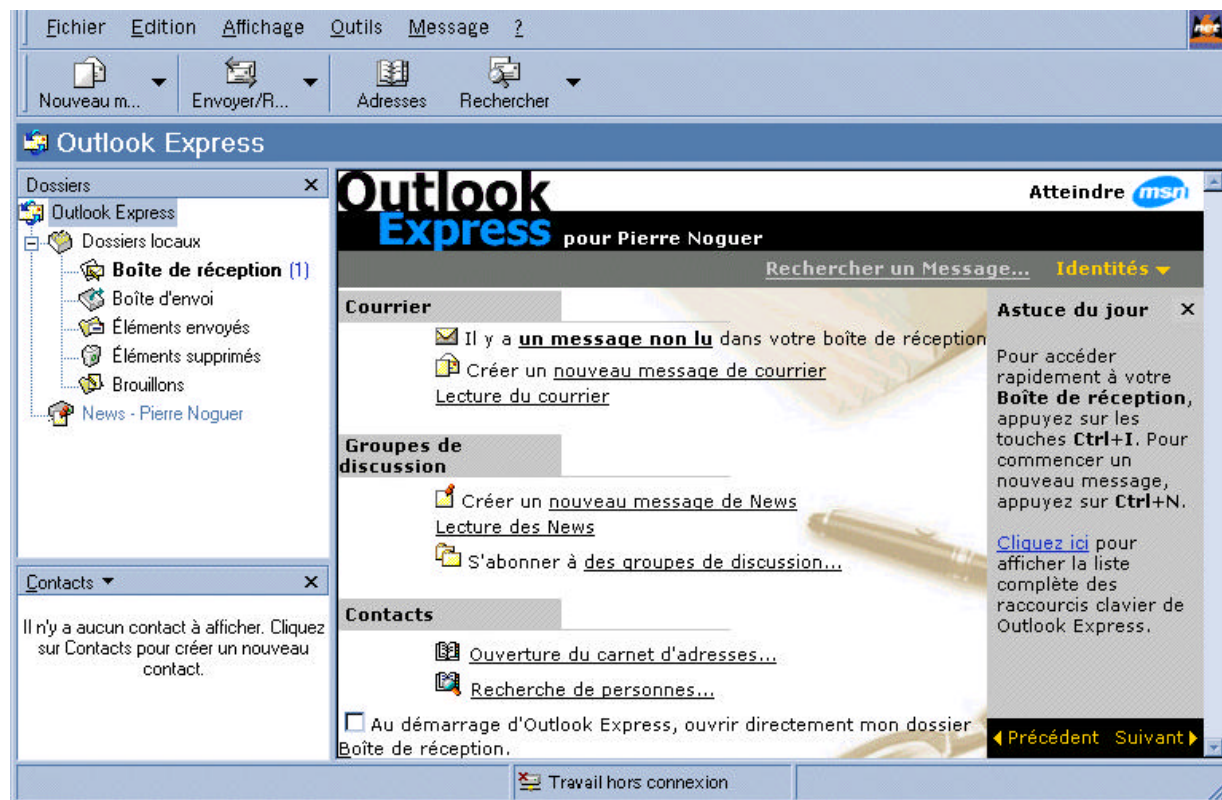 Fichier Edition Affichage Outils Message ?
nec
Nouveau m... Envoyer/R... Adresses Rechercher
Outlook Express
Dossiers
Outlook Express
Dossiers locaux
Boîte de réception (1)
Boîte d'envoi
Éléments envoyés
Éléments supprimés
Brouillons
News - Pierre Noguer
Contacts
Il n'y a aucun contact à afficher. Cliquez
sur Contacts pour créer un nouveau
contact.
Outlook
Express pour Pierre Noguer
Atteindre msn
Rechercher un Message... Identités
Courrier
Il y a un message non lu dans votre boîte de réception
Créer un nouveau message de courrier
Lecture du courrier
Groupes de
discussion
Créer un nouveau message de News
Lecture des News
S'abonner à des groupes de discussion...
Contacts
Ouverture du carnet d'adresses...
Recherche de personnes...
Au démarrage d'Outlook Express, ouvrir directement mon dossier
Boîte de réception.
Astuce du jour
Pour accéder
rapidement à votre
Boîte de réception,
appuyez sur les
touches Ctrl+I. Pour
commencer un
nouveau message,
appuyez sur Ctrl+N.
Cliquez ici pour
afficher la liste
complète des
raccourcis clavier de
Outlook Express.
Précédent Suivant
Travail hors connexion